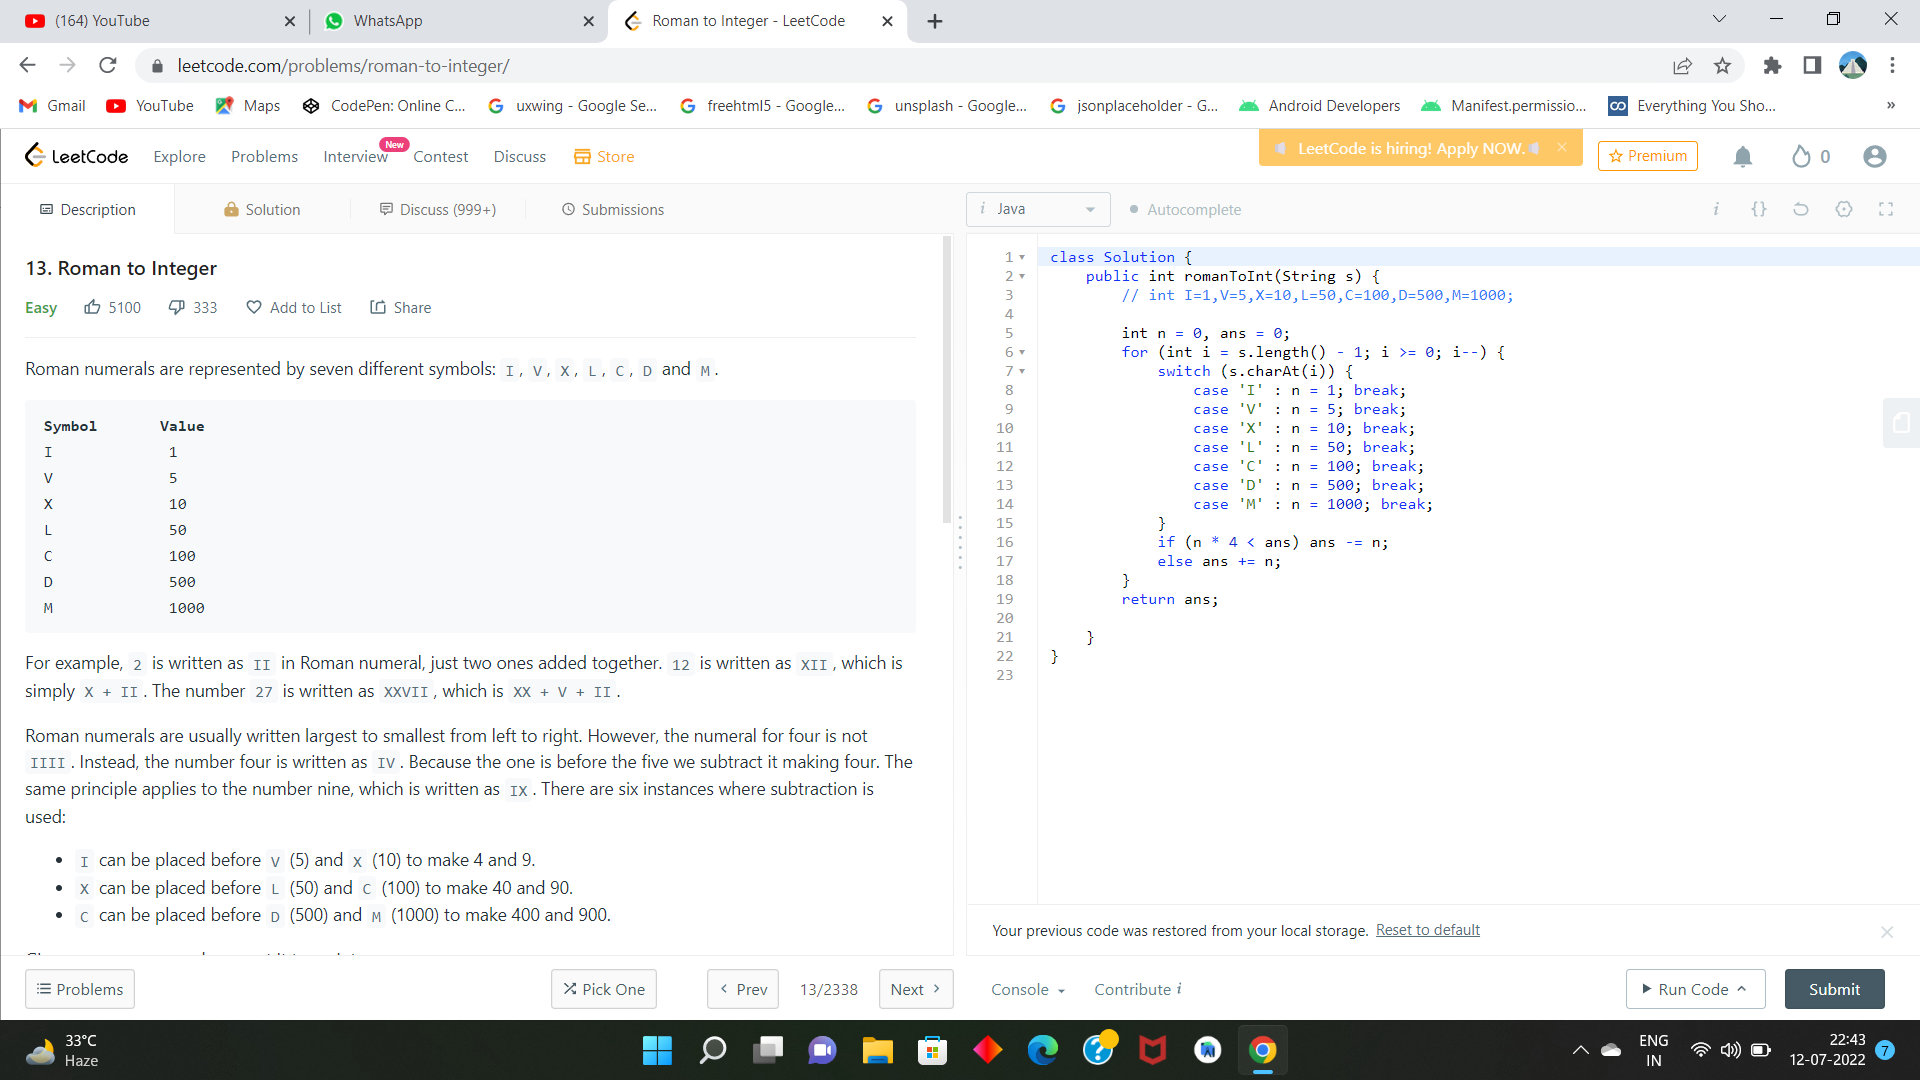 (164) YouTube
WhatsApp
Roman to Integer - LeetCode
leetcode.com/problems/roman-to-integer/
Gmail YouTube Maps CodePen: Online C... uxwing - Google Se... freehtml5 - Google... unsplash - Google... jsonplaceholder - G... Android Developers Manifest.permissio... Everything You Sho... »
LeetCode Explore Problems Interview New Contest Discuss Store
LeetCode is hiring! Apply NOW. ×
Premium 0
Description Solution Discuss (999+) Submissions
13. Roman to Integer
Easy 5100 333 Add to List Share
Roman numerals are represented by seven different symbols: I, V, X, L, C, D and M.
Symbol Value
I 1
V 5
X 10
L 50
C 100
D 500
M 1000
For example, 2 is written as II in Roman numeral, just two ones added together. 12 is written as XII, which is
simply X + II. The number 27 is written as XXVII, which is XX + V + II.
Roman numerals are usually written largest to smallest from left to right. However, the numeral for four is not
IIII. Instead, the number four is written as IV. Because the one is before the five we subtract it making four. The
same principle applies to the number nine, which is written as IX. There are six instances where subtraction is
used:
• I can be placed before V (5) and X (10) to make 4 and 9.
• X can be placed before L (50) and C (100) to make 40 and 90.
• C can be placed before D (500) and M (1000) to make 400 and 900.
Problems Pick One Prev 13/2338 Next
i Java Autocomplete i {}
1 class Solution {
2 public int romanToInt(String s) {
3 // int I=1,V=5,X=10,L=50,C=100,D=500,M=1000;
4
5 int n = 0, ans = 0;
6 for (int i = s.length() - 1; i >= 0; i--) {
7 switch (s.charAt(i)) {
8 case 'I' : n = 1; break;
9 case 'V' : n = 5; break;
10 case 'X' : n = 10; break;
11 case 'L' : n = 50; break;
12 case 'C' : n = 100; break;
13 case 'D' : n = 500; break;
14 case 'M' : n = 1000; break;
15 }
16 if (n * 4 < ans) ans -= n;
17 else ans += n;
18 }
19 return ans;
20
21 }
22 }
23
Your previous code was restored from your local storage. Reset to default
Console Contribute i Run Code Submit
33°C
Haze
ENG
IN
22:43
12-07-2022
7